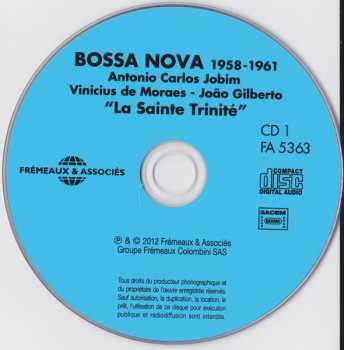 BOSSA NOVA 1958-1961
Antonio Carlos Jobim
Vinicius de Moraes - João Gilberto
"La Sainte Trinité"
CD 1
FA 5363
FRÉMEAUX & ASSOCIÉS
COMPACT
disc
DIGITAL AUDIO
SACEM
℗ & © 2012 Frémeaux & Associés
Groupe Frémeaux Colombini SAS
Tous droits du producteur phonographique et
du propriétaire de l'œuvre enregistrée réservés.
Sauf autorisation, la duplication, la location, le
prêt, l'utilisation de ce disque pour exécution
publique et radiodiffusion sont interdits.